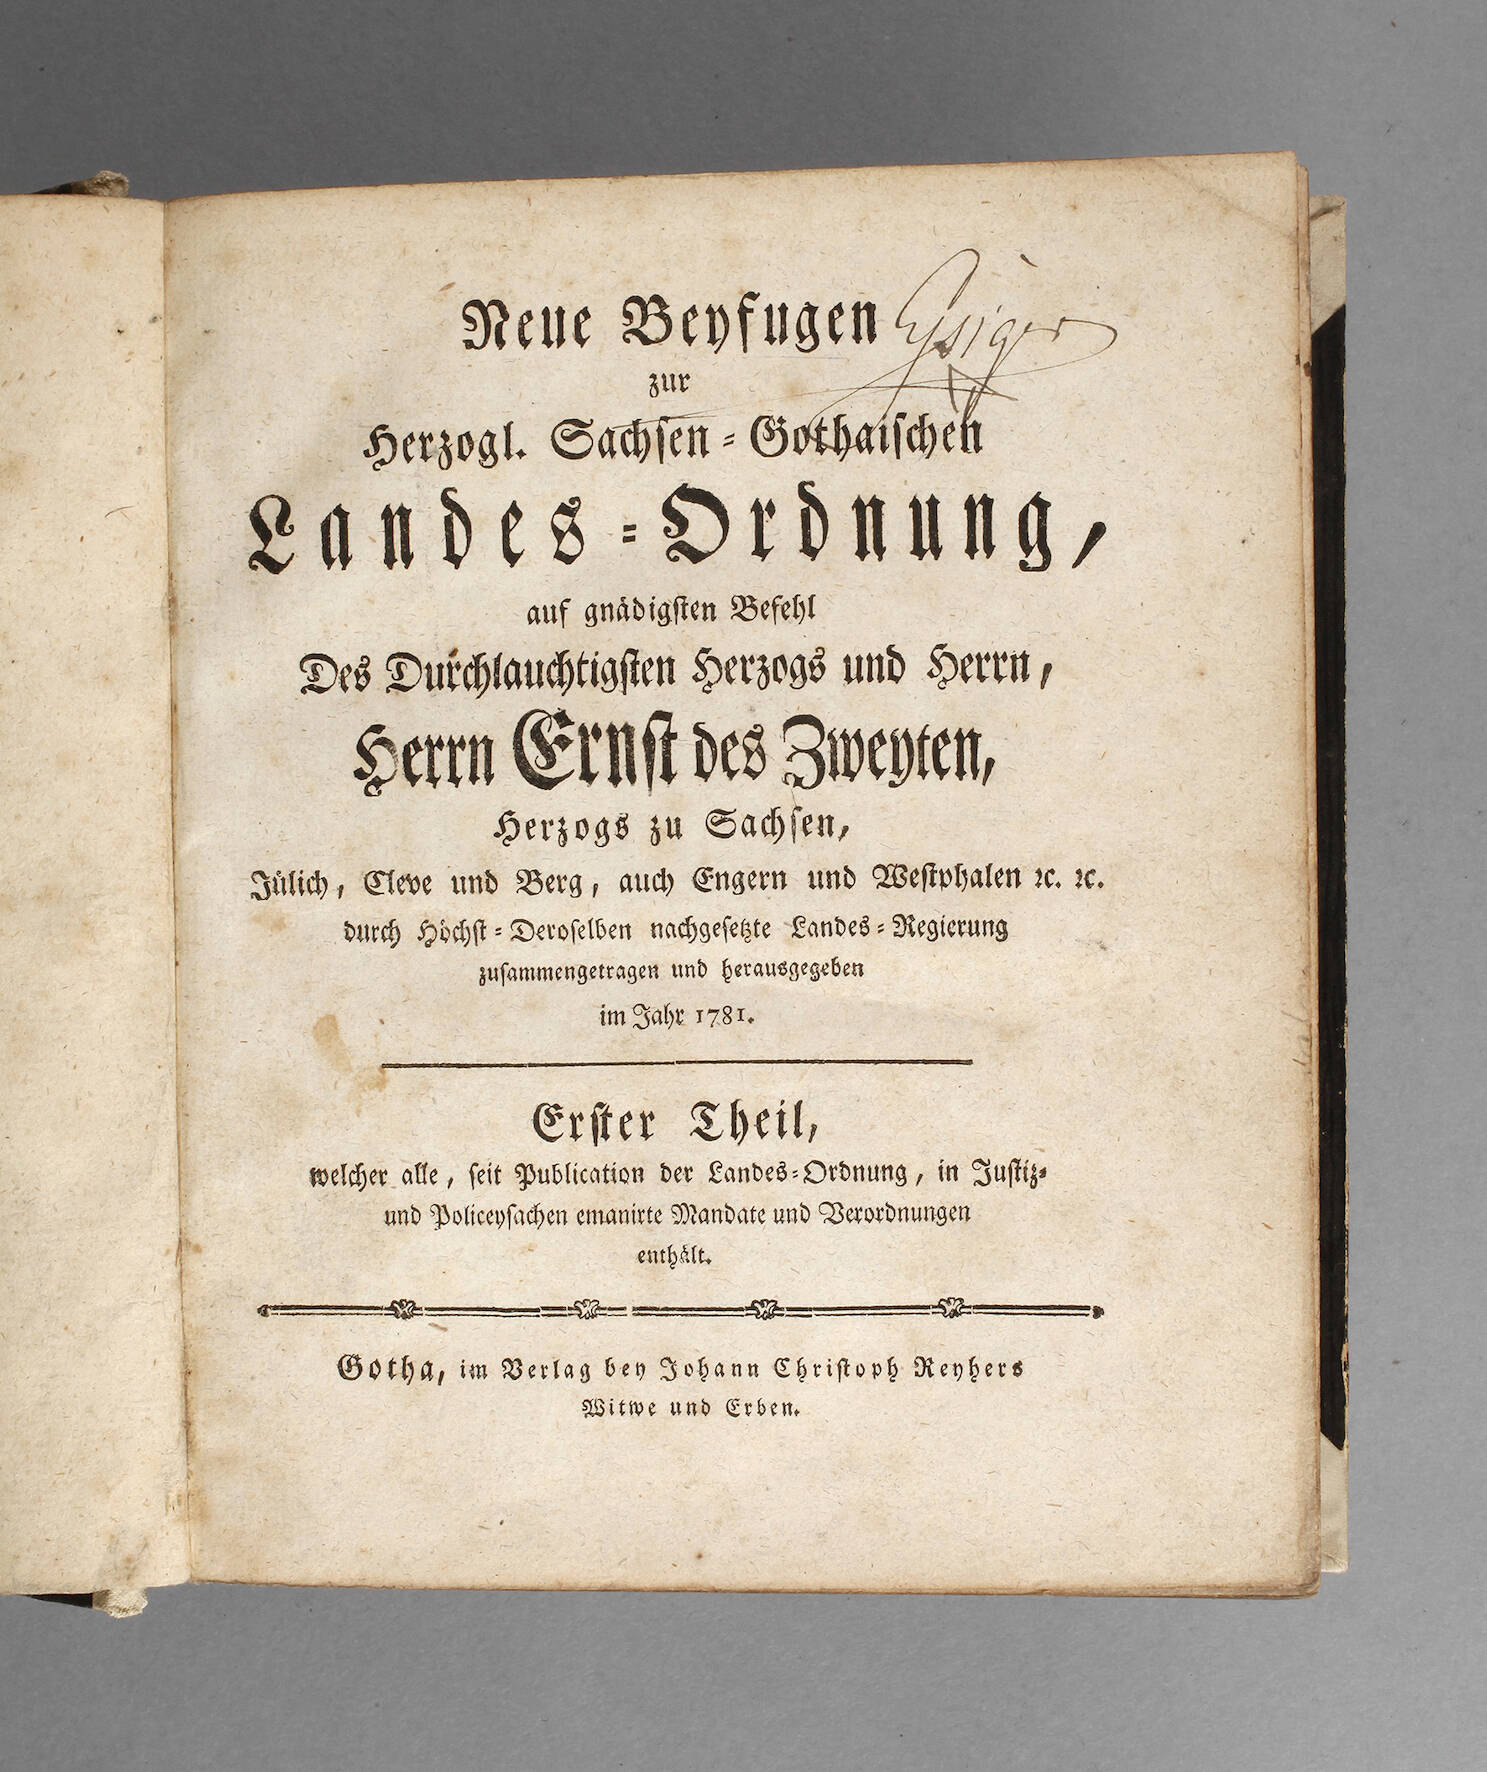 Neue Beyfugen
zur
Herzogl. Sachsen-Gothaischen
Landes-Ordnung,
auf gnädigsten Befehl
Des Durchlauchtigsten Herzogs und Herrn,
Herrn Ernst des Zweyten,
Herzogs zu Sachsen,
Jülich, Cleve und Berg, auch Engern und Westphalen ꝛc. ꝛc.
durch Höchst-Deroselben nachgesetzte Landes-Regierung
zusammengetragen und herausgegeben
im Jahr 1781.
Erster Theil,
welcher alle, seit Publication der Landes-Ordnung, in Justiz-
und Policeysachen emanirte Mandate und Verordnungen
enthält.
Gotha, im Verlag bey Johann Christoph Reyhers
Witwe und Erben.